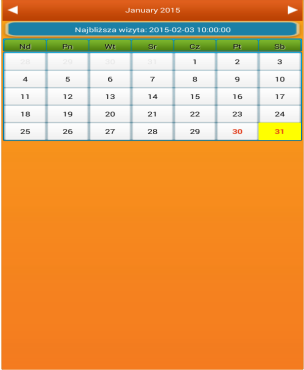 January 2015
Najbliższa wizyta: 2015-02-03 10:00:00
Nd Pn Wt Śr Cz Pt Sb
28 29 30 31 1 2 3
4 5 6 7 8 9 10
11 12 13 14 15 16 17
18 19 20 21 22 23 24
25 26 27 28 29 30 31